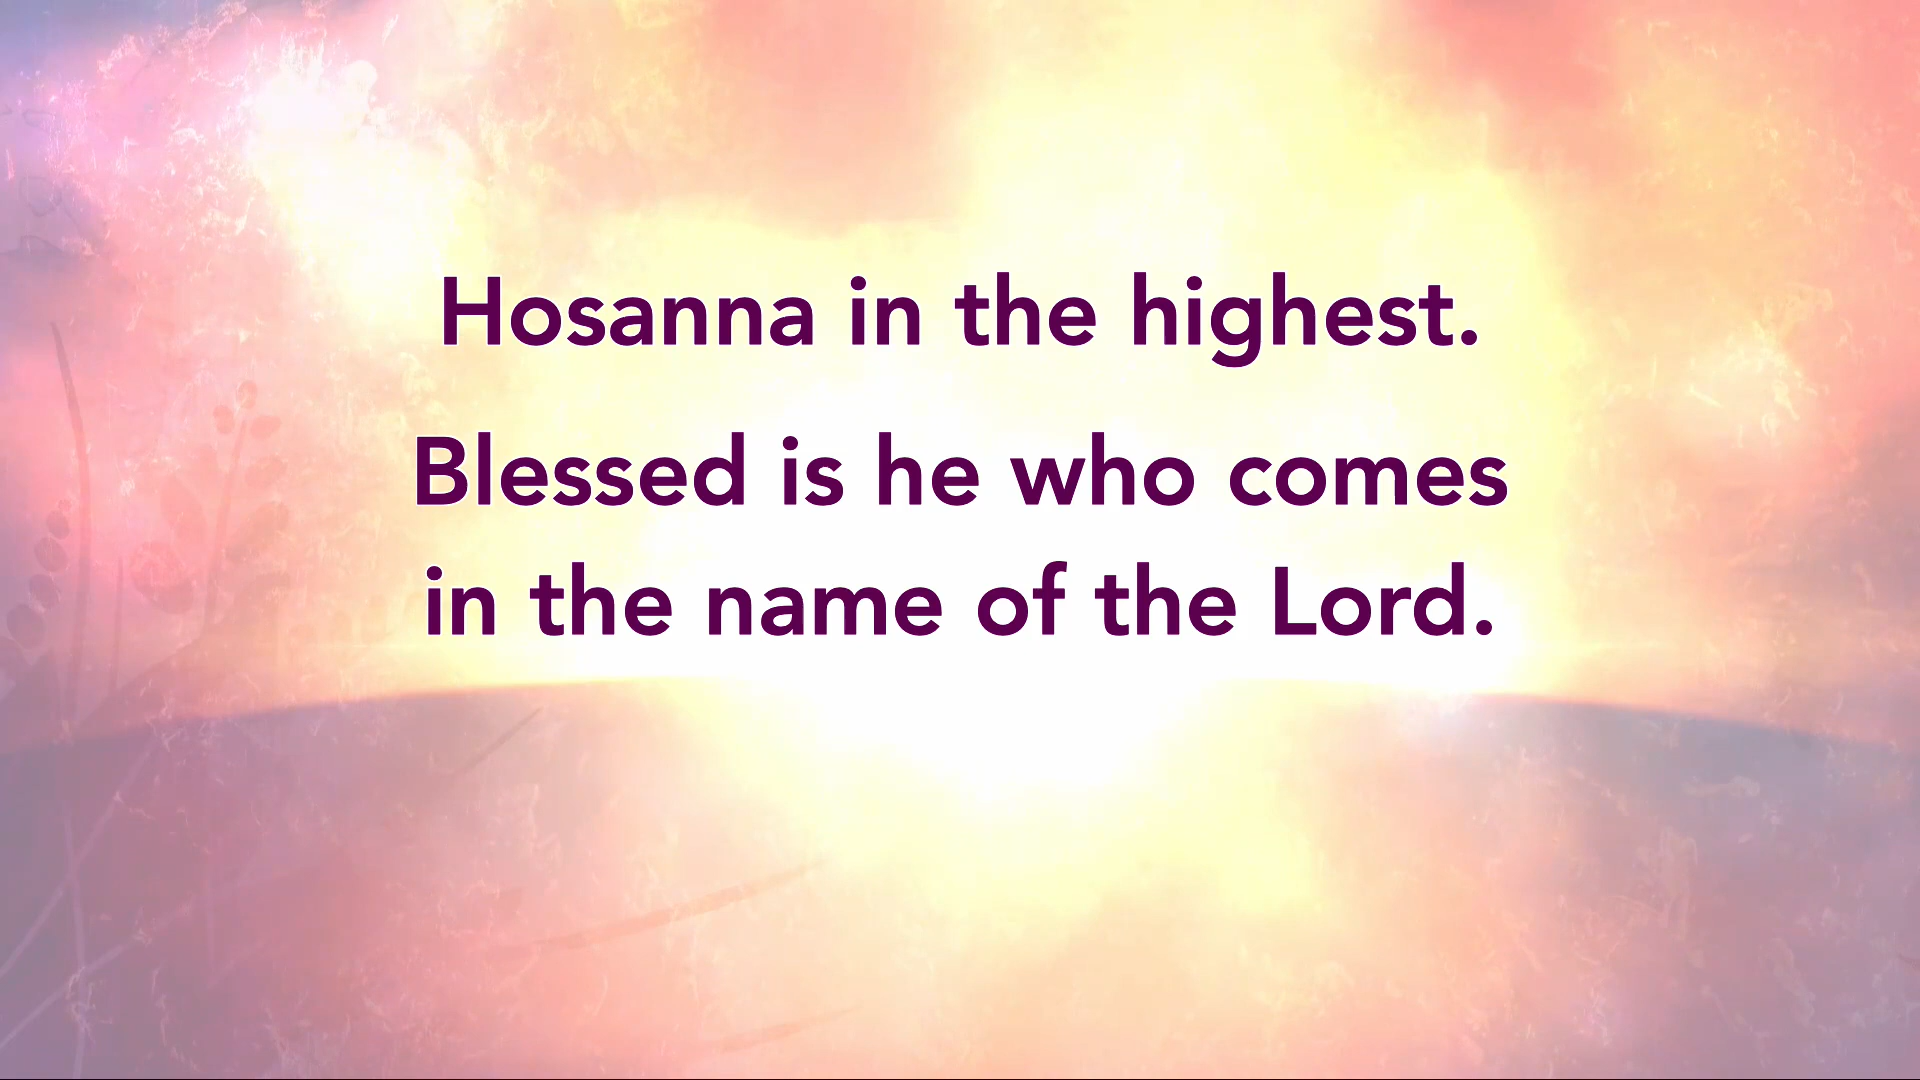 Hosanna in the highest.
Blessed is he who comes
in the name of the Lord.